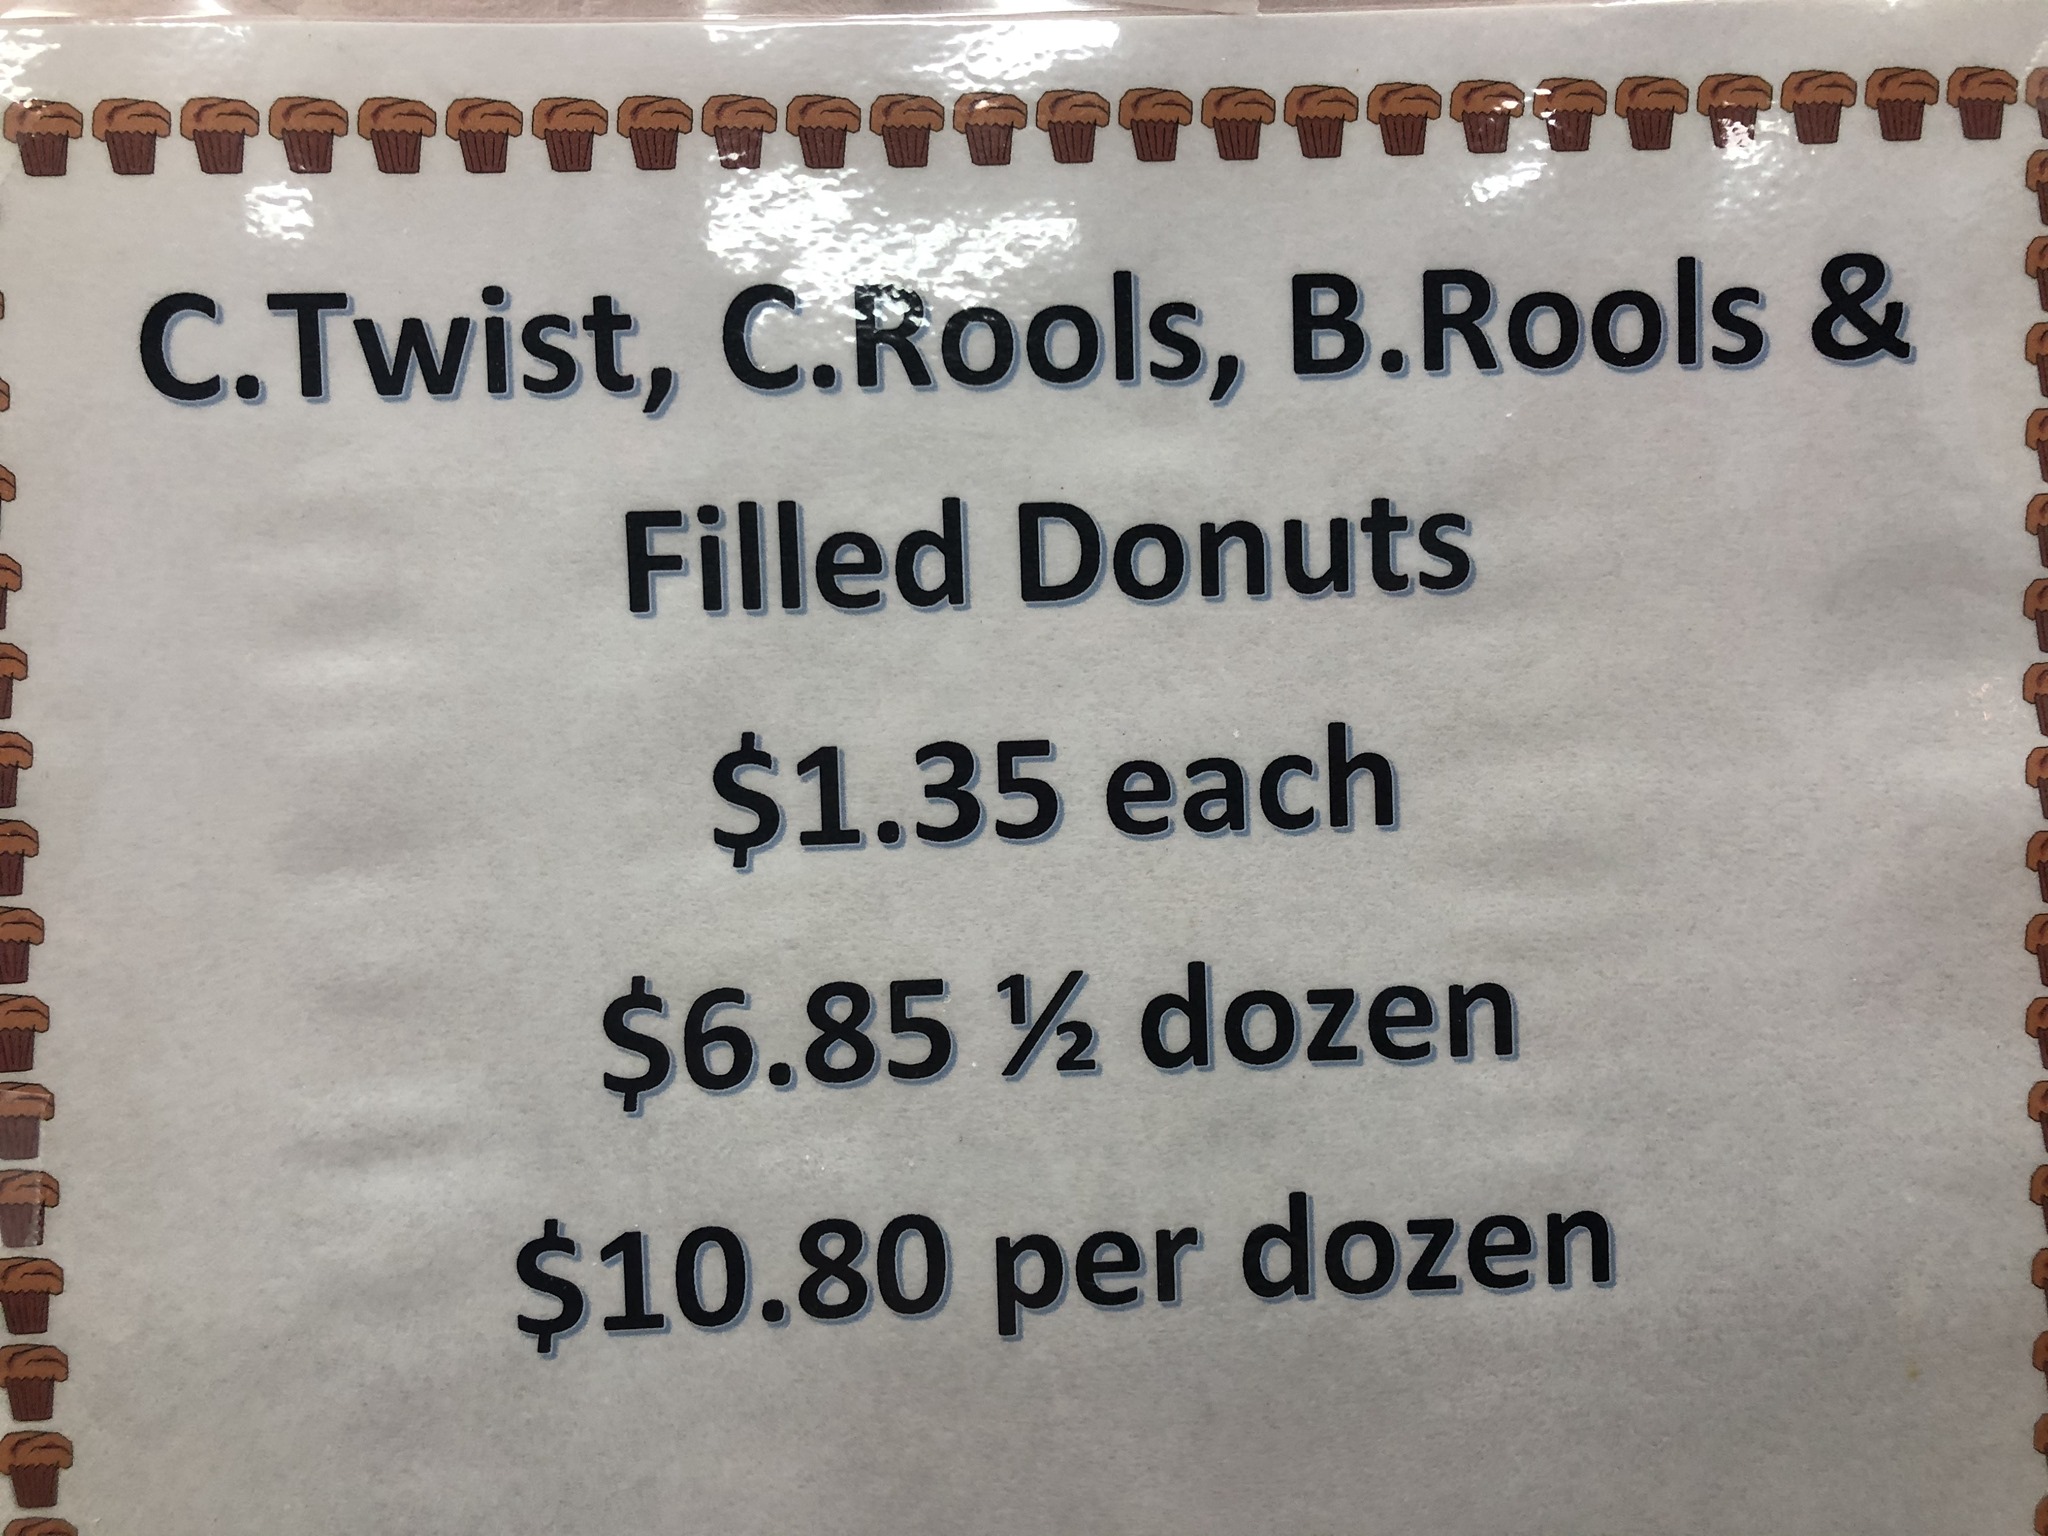 C.Twist, C.Rools, B.Rools &
Filled Donuts
$1.35 each
$6.85 ½ dozen
$10.80 per dozen